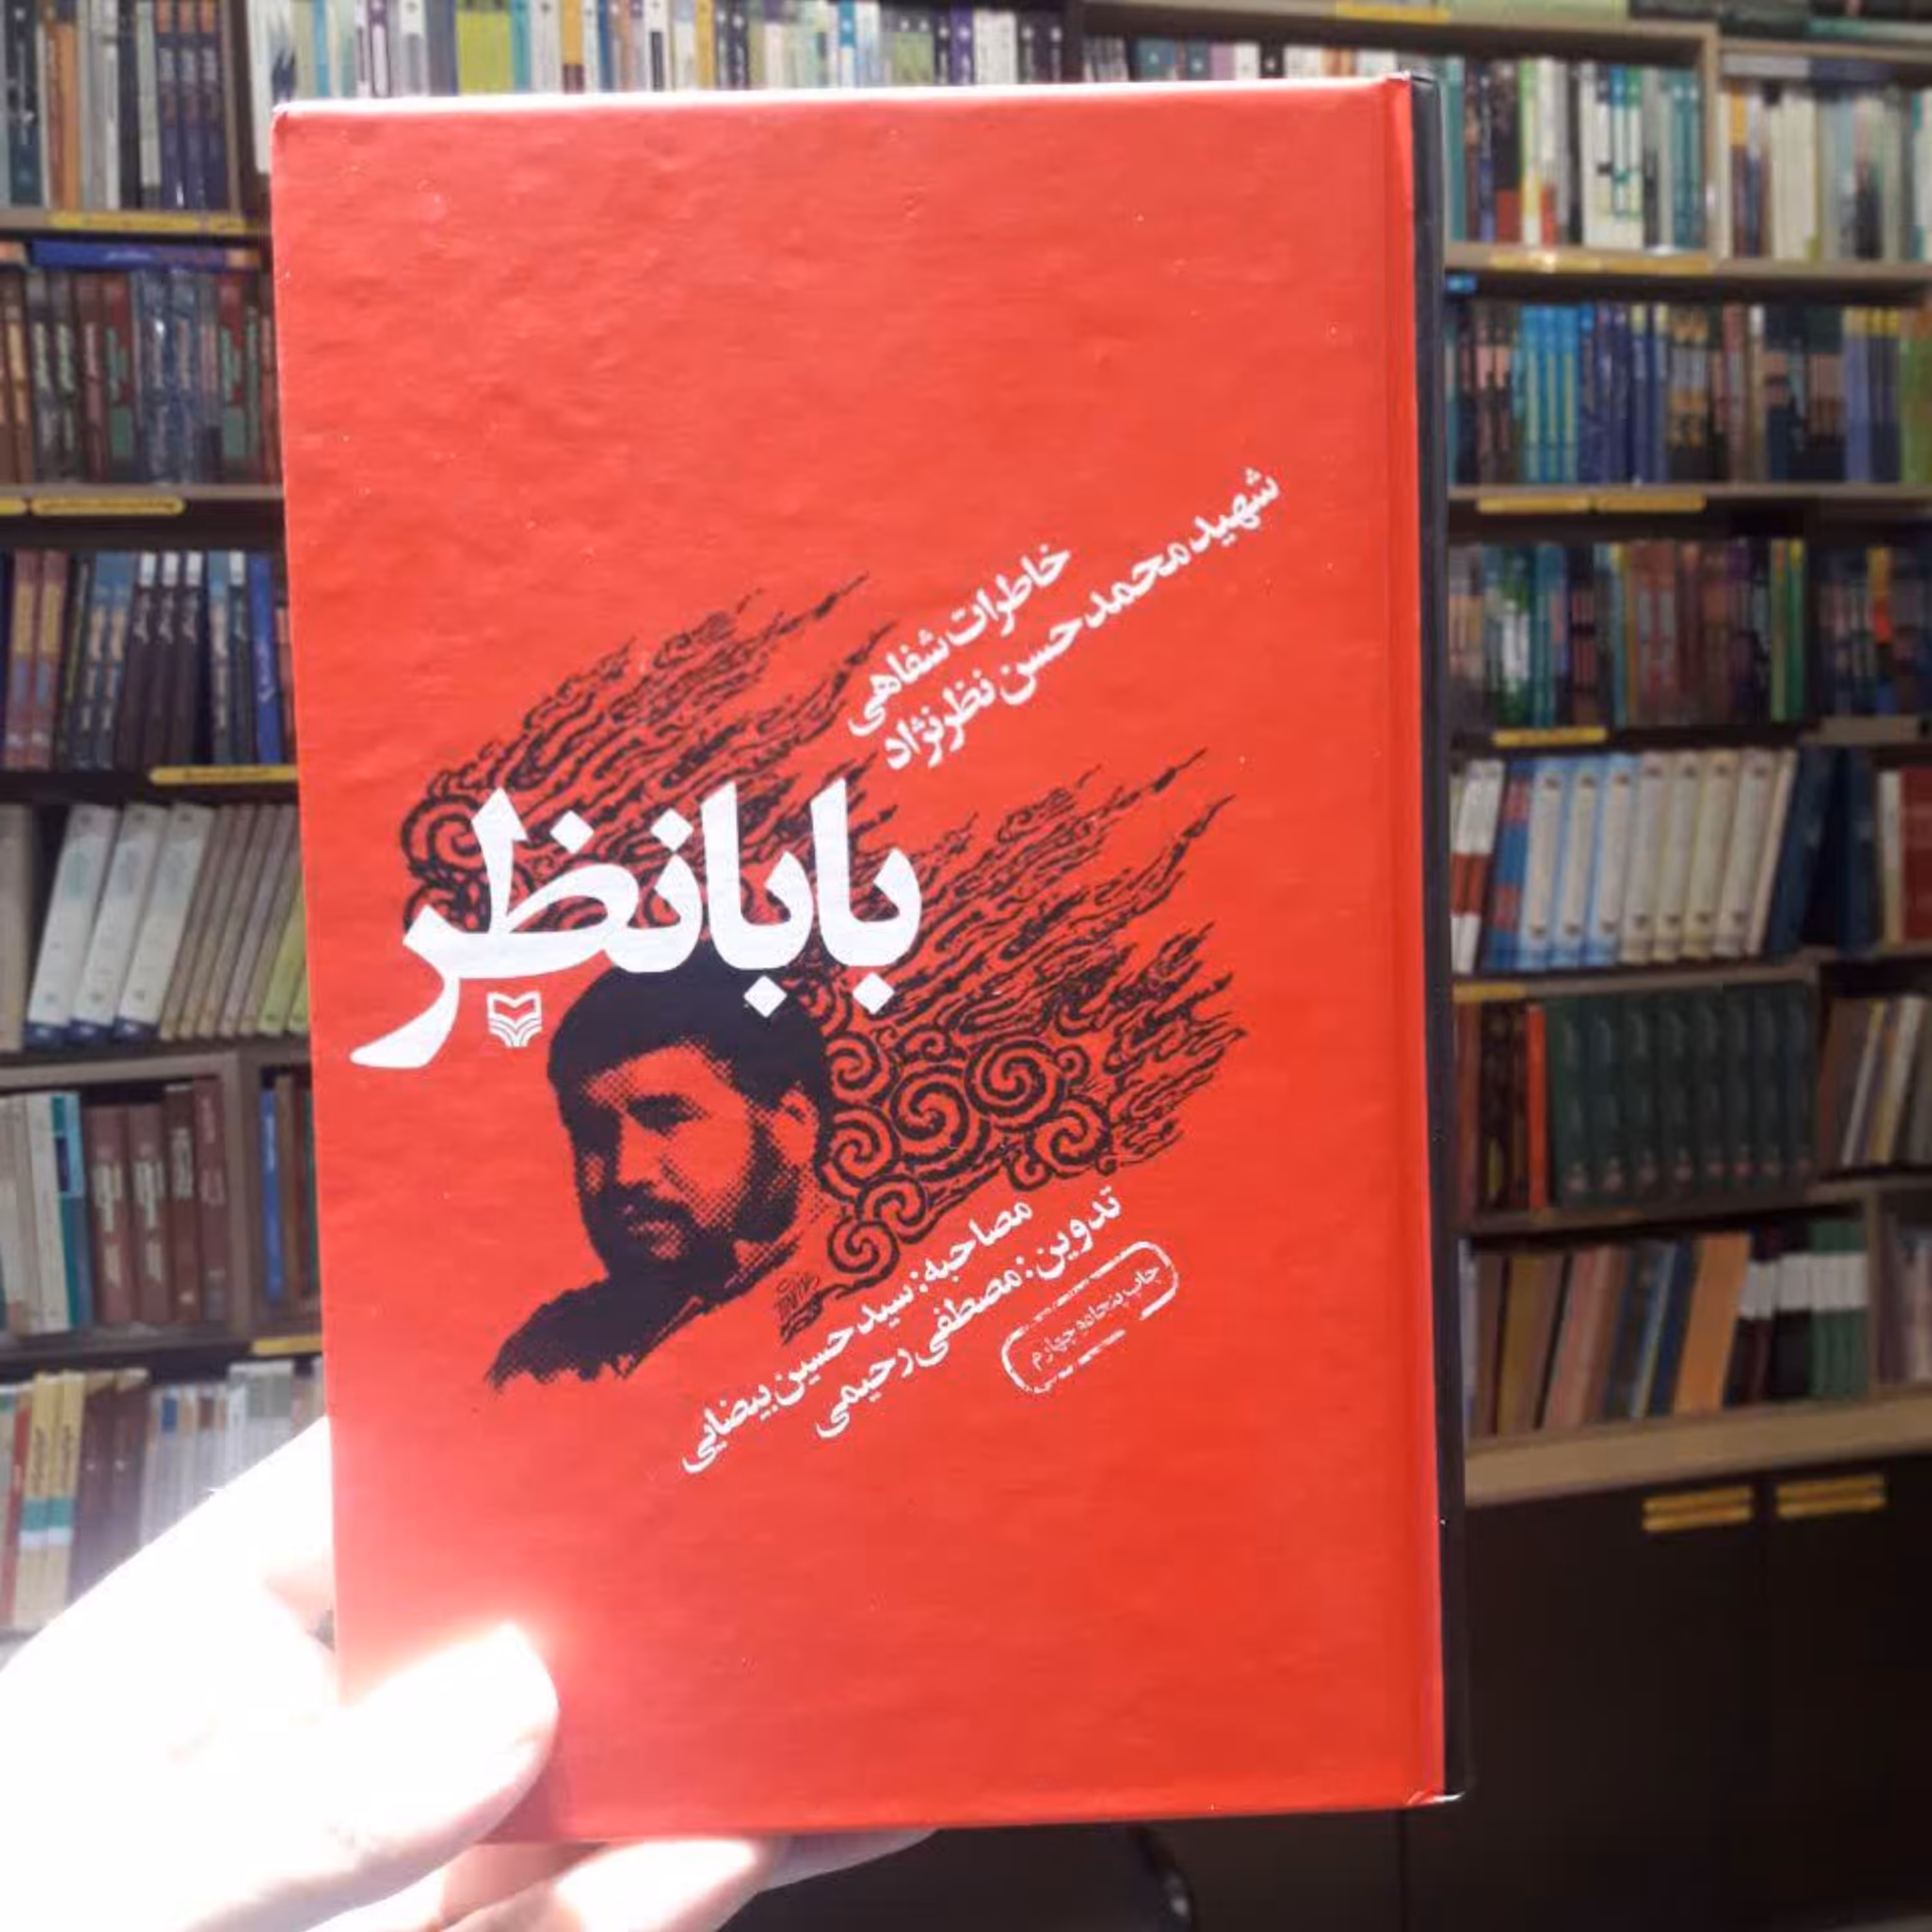 خاطرات شفاهی
شهید محمدحسن نظرنژاد
بابانظر
مصاحبه: سید حسین بیضایی
تدوین: مصطفی رحیمی
چاپ پنجاه‌و‌چهارم